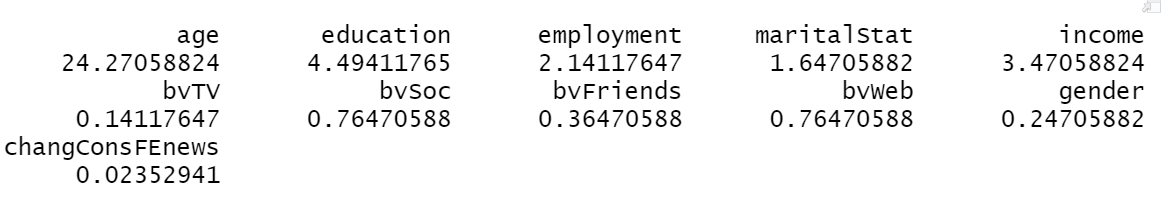 age education employment maritalStat income
24.27058824 4.49411765 2.14117647 1.64705882 3.47058824
bvTV bvSoc bvFriends bvWeb gender
0.14117647 0.76470588 0.36470588 0.76470588 0.24705882
changConsFEnews
0.02352941